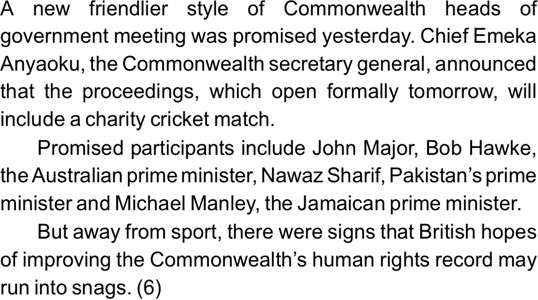 A new friendlier style of Commonwealth heads of
government meeting was promised yesterday. Chief Emeka
Anyaoku, the Commonwealth secretary general, announced
that the proceedings, which open formally tomorrow, will
include a charity cricket match.
Promised participants include John Major, Bob Hawke,
the Australian prime minister, Nawaz Sharif, Pakistan's prime
minister and Michael Manley, the Jamaican prime minister.
But away from sport, there were signs that British hopes
of improving the Commonwealth's human rights record may
run into snags. (6)